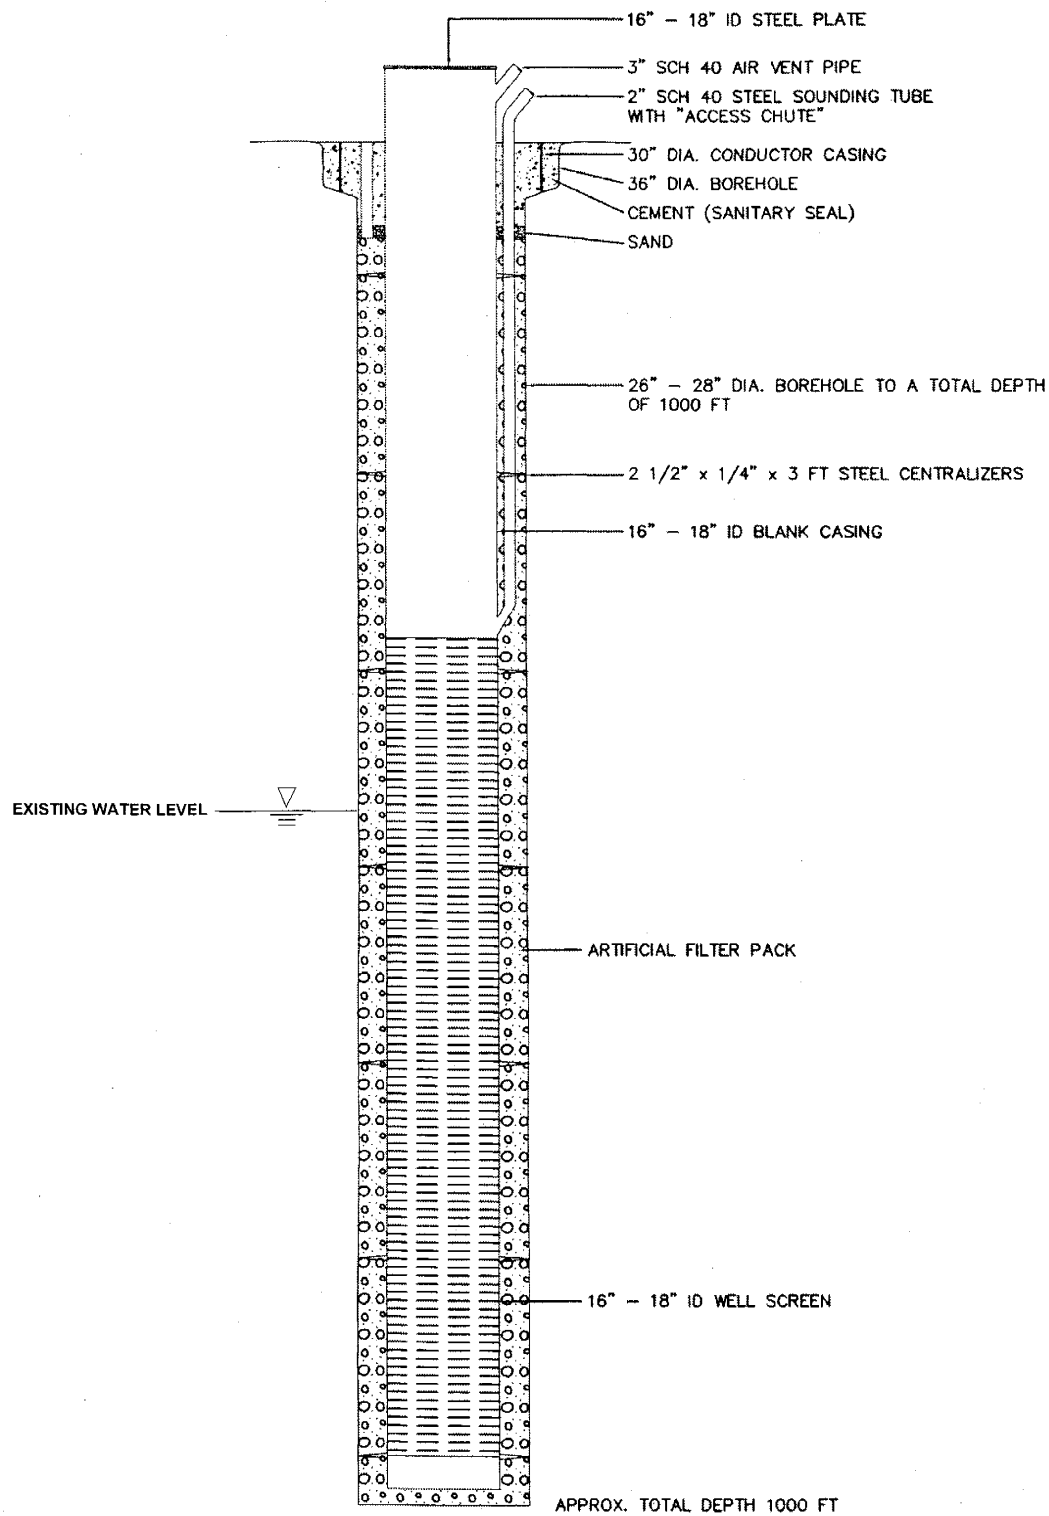 16" – 18" ID STEEL PLATE
3" SCH 40 AIR VENT PIPE
2" SCH 40 STEEL SOUNDING TUBE
WITH "ACCESS CHUTE"
30" DIA. CONDUCTOR CASING
36" DIA. BOREHOLE
CEMENT (SANITARY SEAL)
SAND
26" – 28" DIA. BOREHOLE TO A TOTAL DEPTH
OF 1000 FT
2 1/2" x 1/4" x 3 FT STEEL CENTRALIZERS
16" – 18" ID BLANK CASING
EXISTING WATER LEVEL
ARTIFICIAL FILTER PACK
16" – 18" ID WELL SCREEN
APPROX. TOTAL DEPTH 1000 FT